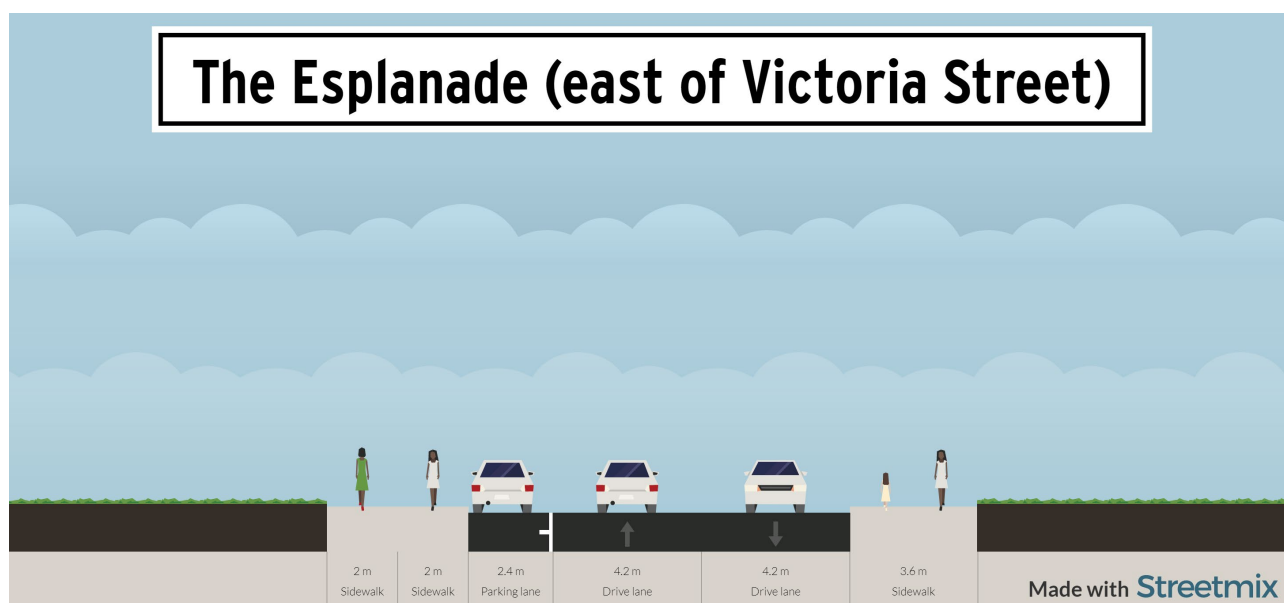 The Esplanade (east of Victoria Street)
2 m
Sidewalk
2 m
Sidewalk
2.4 m
Parking lane
4.2 m
Drive lane
4.2 m
Drive lane
3.6 m
Sidewalk
Made with Streetmix